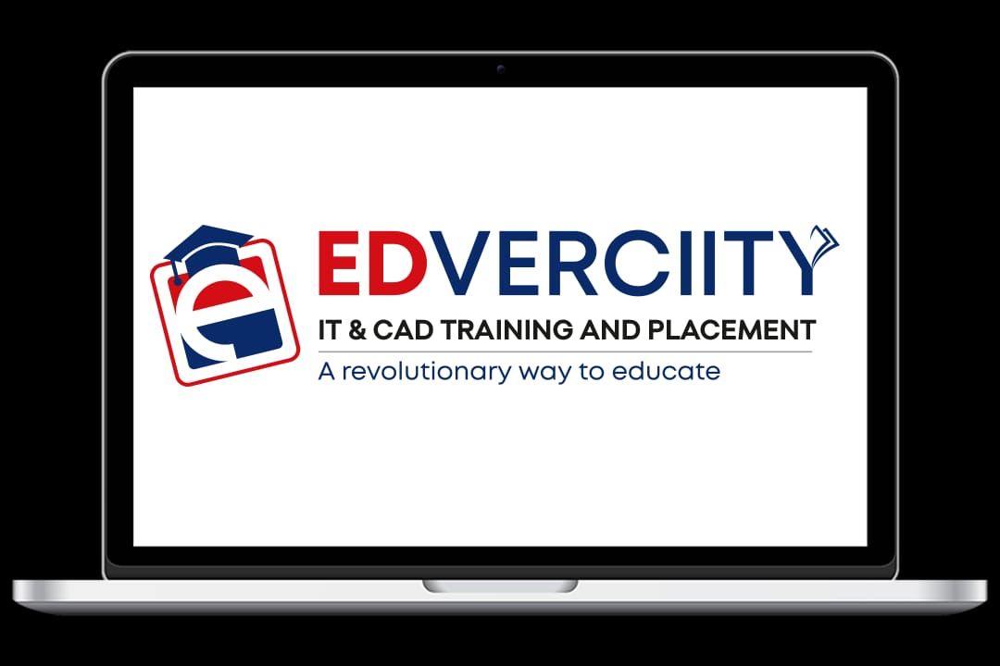 EDVERCIITY
IT & CAD TRAINING AND PLACEMENT
A revolutionary way to educate